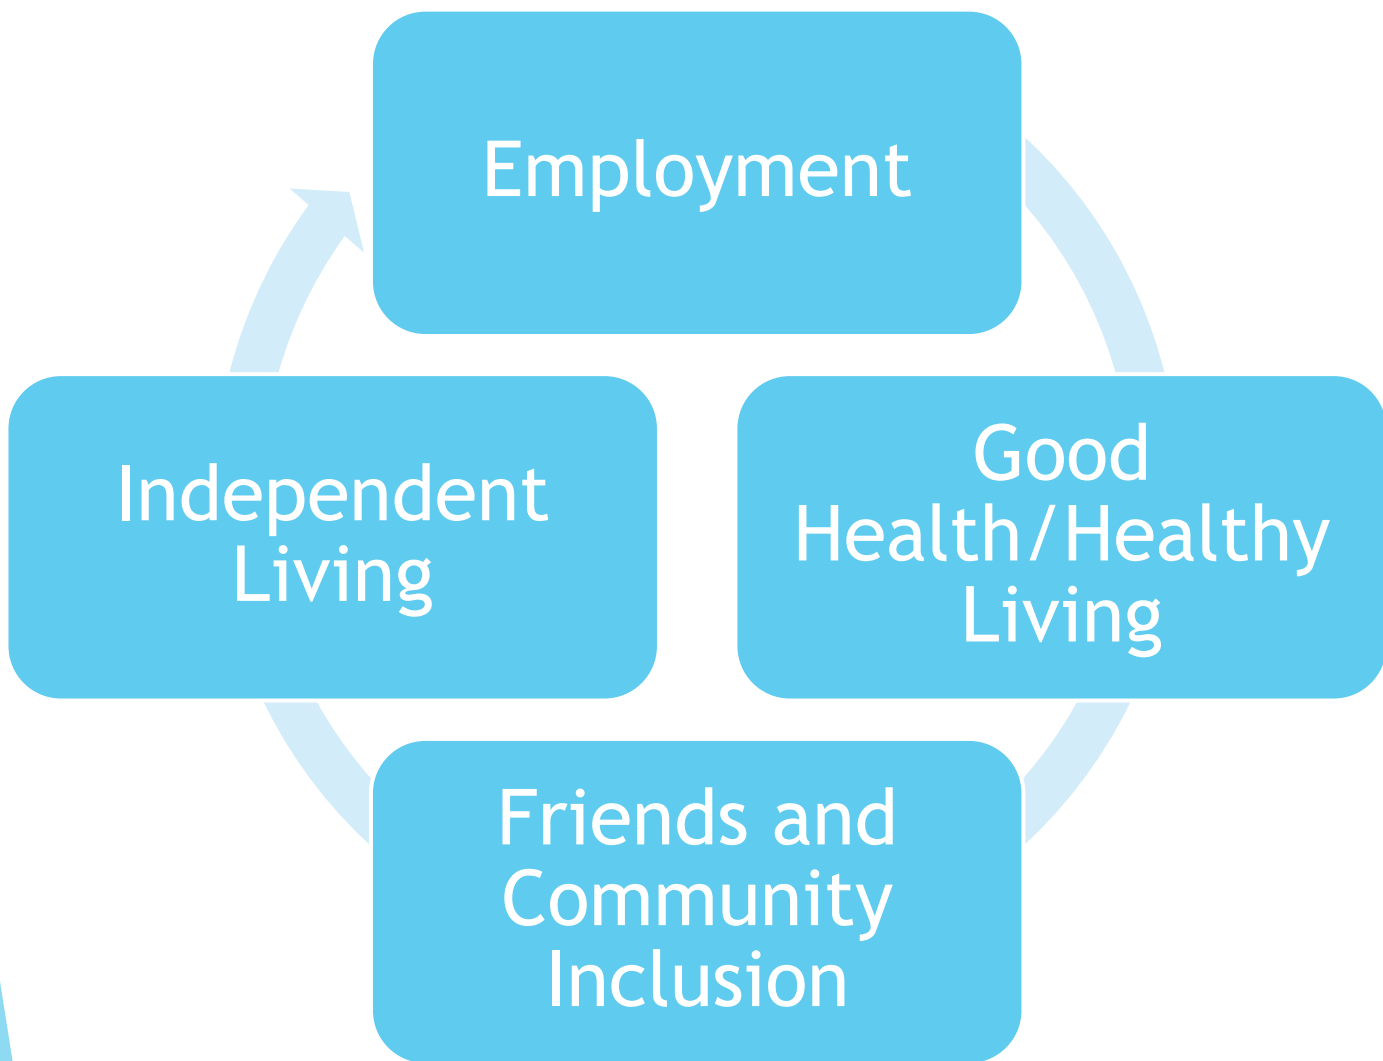 Employment
Independent
Living
Good
Health/Healthy
Living
Friends and
Community
Inclusion